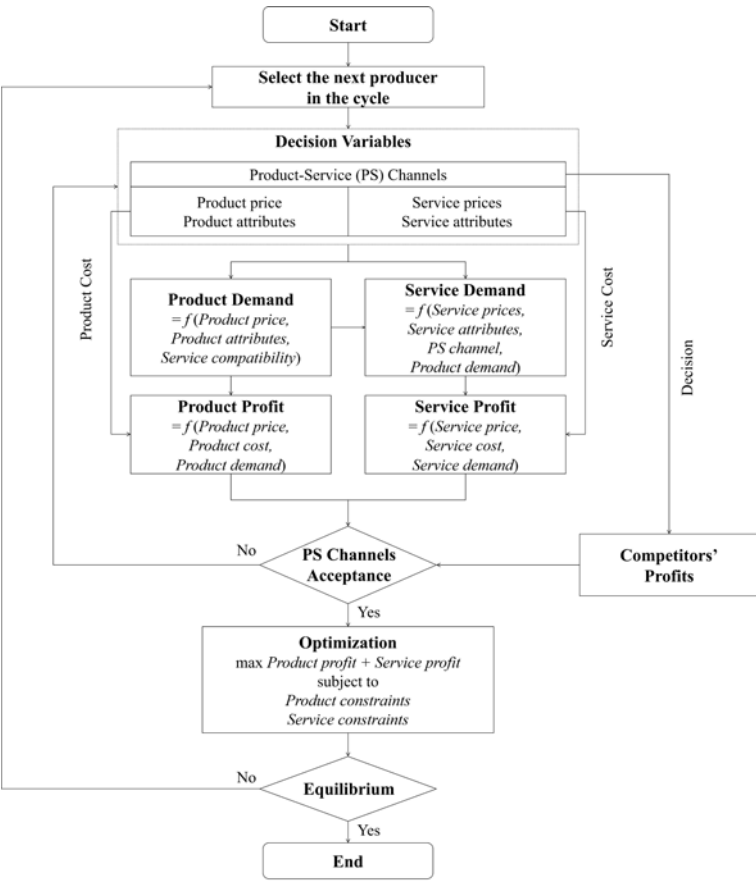 Start
Select the next producer
in the cycle
Decision Variables
Product-Service (PS) Channels
Product price
Product attributes
Service prices
Service attributes
Product Cost
Service Cost
Decision
Product Demand
= f (Product price,
Product attributes,
Service compatibility)
Service Demand
= f (Service prices,
Service attributes,
PS channel,
Product demand)
Product Profit
= f (Product price,
Product cost,
Product demand)
Service Profit
= f (Service price,
Service cost,
Service demand)
No
PS Channels
Acceptance
Competitors’
Profits
Yes
Optimization
max Product profit + Service profit
subject to
Product constraints
Service constraints
No
Equilibrium
Yes
End